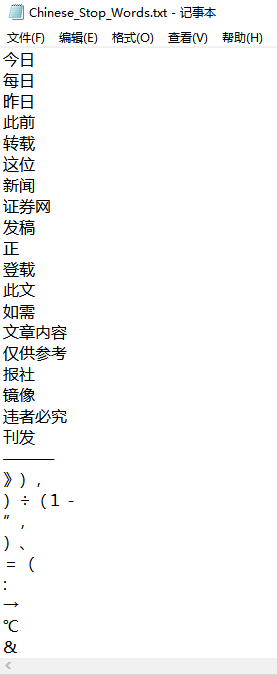 Chinese_Stop_Words.txt - 记事本
文件(F) 编辑(E) 格式(O) 查看(V) 帮助(H)
今日
每日
昨日
此前
转载
这位
新闻
证券网
发稿
正
登载
此文
如需
文章内容
仅供参考
报社
镜像
违者必究
刊发
———
》），
）÷（１－
”，
）、
＝（
:
→
℃
&